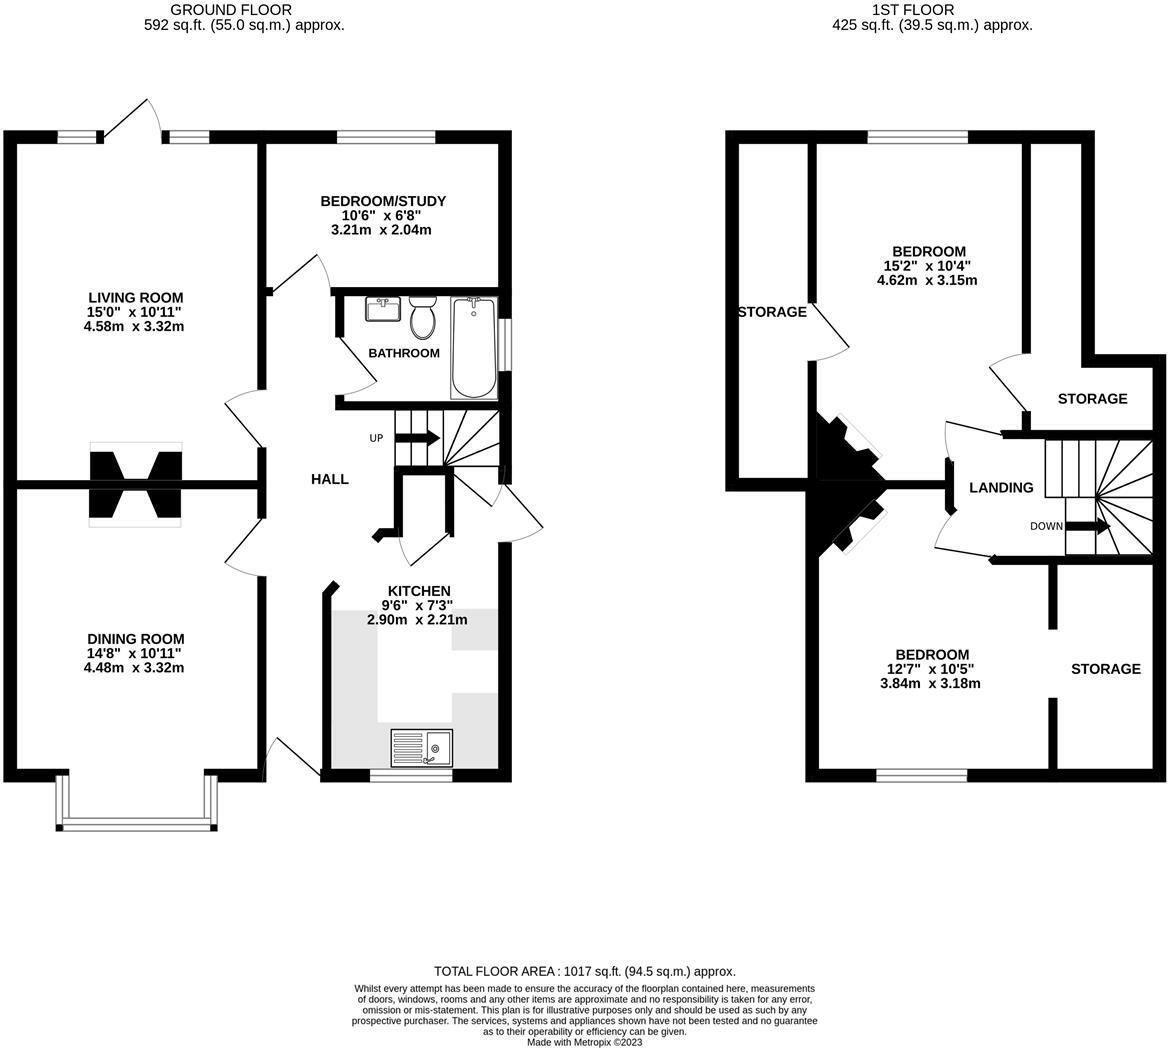 GROUND FLOOR
592 sq.ft. (55.0 sq.m.) approx.
1ST FLOOR
425 sq.ft. (39.5 sq.m.) approx.
BEDROOM/STUDY
10'6" x 6'8"
3.21m x 2.04m
LIVING ROOM
15'0" x 10'11"
4.58m x 3.32m
BATHROOM
UP
HALL
KITCHEN
9'6" x 7'3"
2.90m x 2.21m
DINING ROOM
14'8" x 10'11"
4.48m x 3.32m
BEDROOM
15'2" x 10'4"
4.62m x 3.15m
STORAGE
STORAGE
LANDING
DOWN
BEDROOM
12'7" x 10'5"
3.84m x 3.18m
STORAGE
TOTAL FLOOR AREA : 1017 sq.ft. (94.5 sq.m.) approx.
Whilst every attempt has been made to ensure the accuracy of the floorplan contained here, measurements
of doors, windows, rooms and any other items are approximate and no responsibility is taken for any error,
omission or mis-statement. This plan is for illustrative purposes only and should be used as such by any
prospective purchaser. The services, systems and appliances shown have not been tested and no guarantee
as to their operability or efficiency can be given.
Made with Metropix ©2023